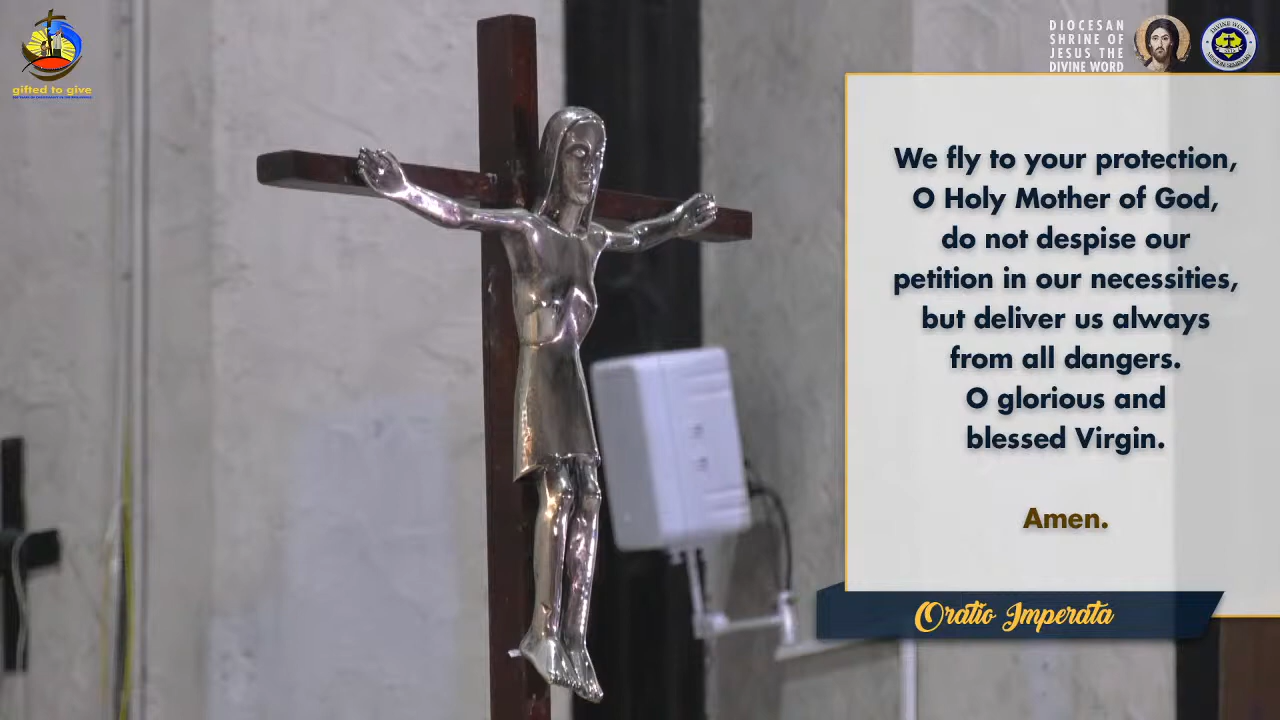 gifted to give
DIOCESAN
SHRINE OF
JESUS THE
DIVINE WORD
We fly to your protection,
O Holy Mother of God,
do not despise our
petition in our necessities,
but deliver us always
from all dangers.
O glorious and
blessed Virgin.
Amen.
Oratio Imperata